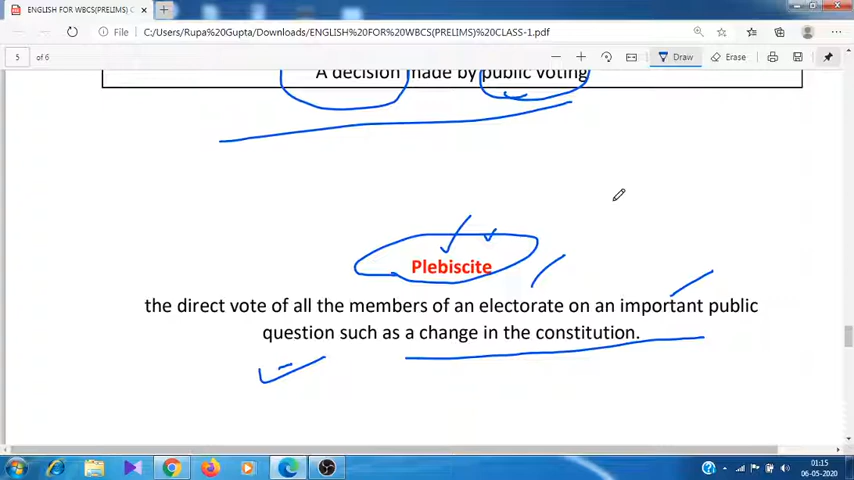 ENGLISH FOR WBCS(PRELIMS) CLAS
File
C:/Users/Rupa%20Gupta/Downloads/ENGLISH%20FOR%20WBCS(PRELIMS)%20CLASS-1.pdf
5 of 6
Draw
Erase
A decision made by public voting
Plebiscite
the direct vote of all the members of an electorate on an important public
question such as a change in the constitution.
01:15
06-05-2020